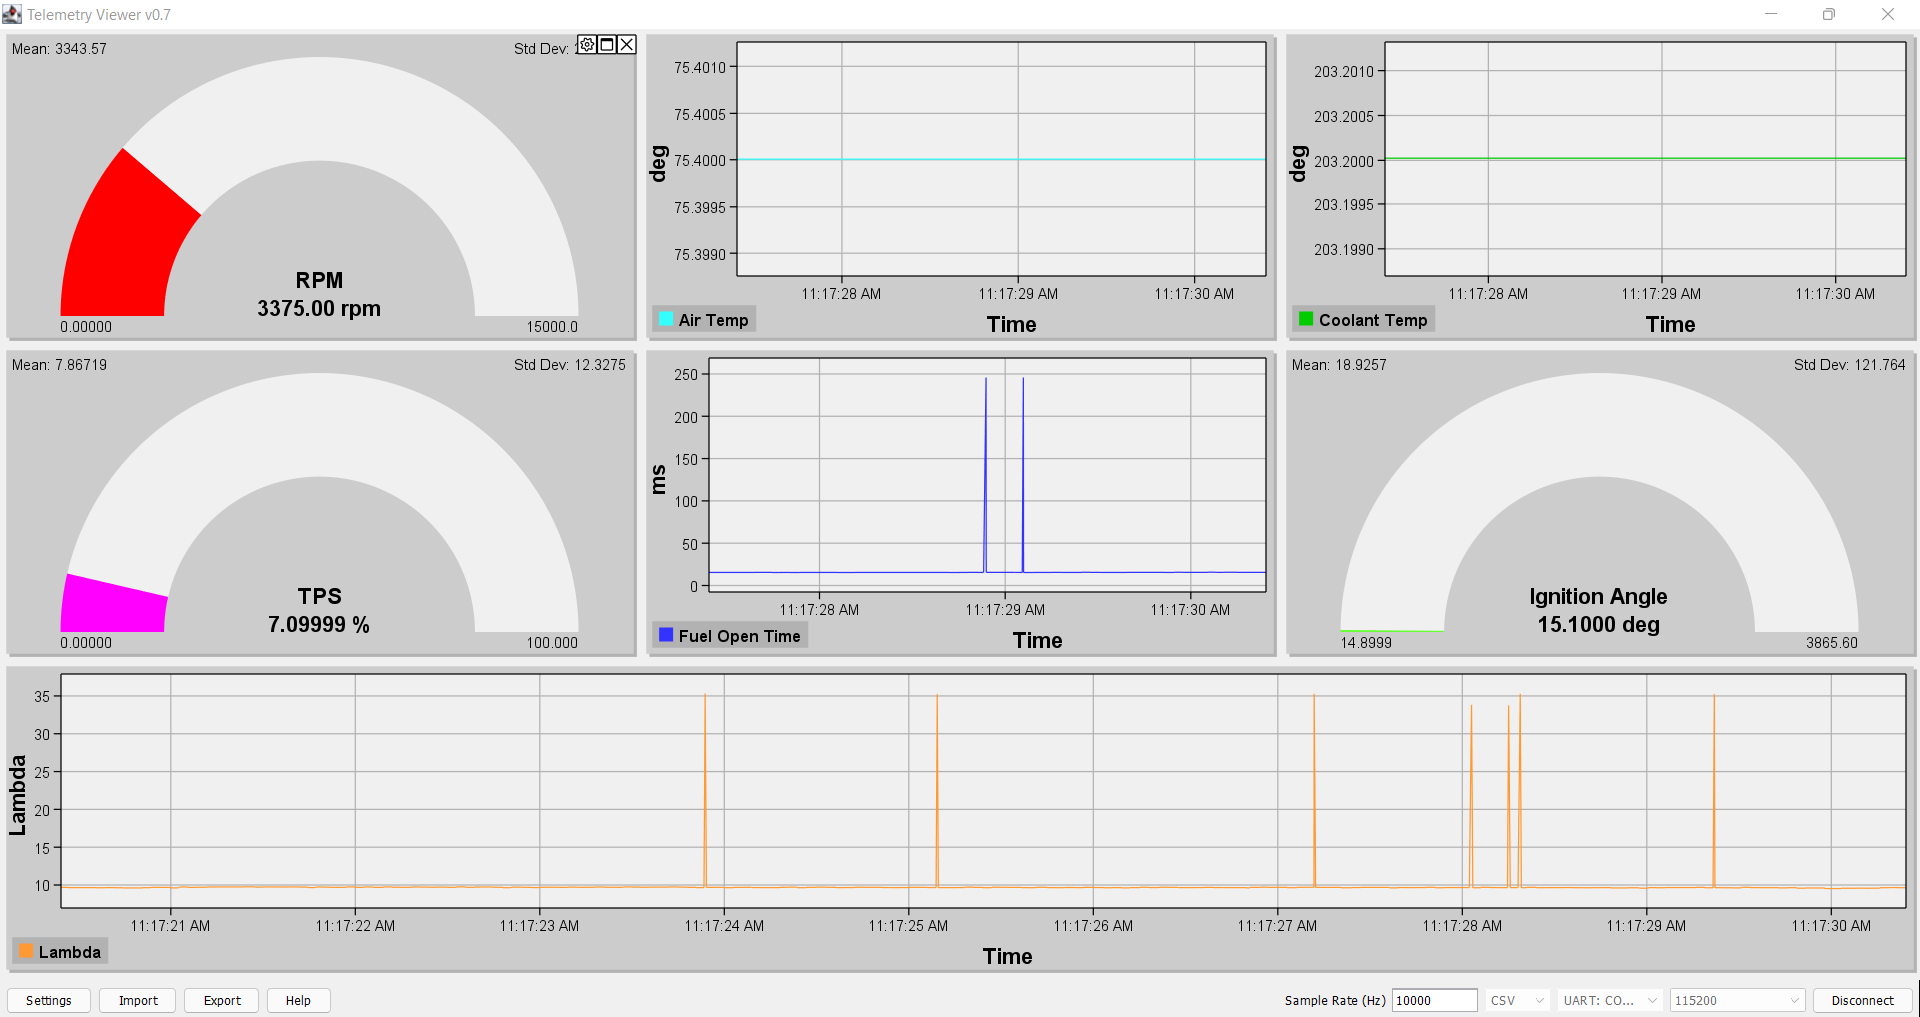 Telemetry Viewer v0.7
Mean: 3343.57
Std Dev:
RPM
3375.00 rpm
0.00000
15000.0
75.4010
75.4005
75.4000
75.3995
75.3990
deg
11:17:28 AM
11:17:29 AM
11:17:30 AM
Air Temp
Time
203.2010
203.2005
203.2000
203.1995
203.1990
deg
11:17:28 AM
11:17:29 AM
11:17:30 AM
Coolant Temp
Time
Mean: 7.86719
Std Dev: 12.3275
TPS
7.09999 %
0.00000
100.000
250
200
150
100
50
0
ms
11:17:28 AM
11:17:29 AM
11:17:30 AM
Fuel Open Time
Time
Mean: 18.9257
Std Dev: 121.764
Ignition Angle
15.1000 deg
14.8999
3865.60
35
30
25
20
15
10
Lambda
11:17:21 AM
11:17:22 AM
11:17:23 AM
11:17:24 AM
11:17:25 AM
11:17:26 AM
11:17:27 AM
11:17:28 AM
11:17:29 AM
11:17:30 AM
Lambda
Time
Settings
Import
Export
Help
Sample Rate (Hz)
10000
CSV
UART: CO...
115200
Disconnect